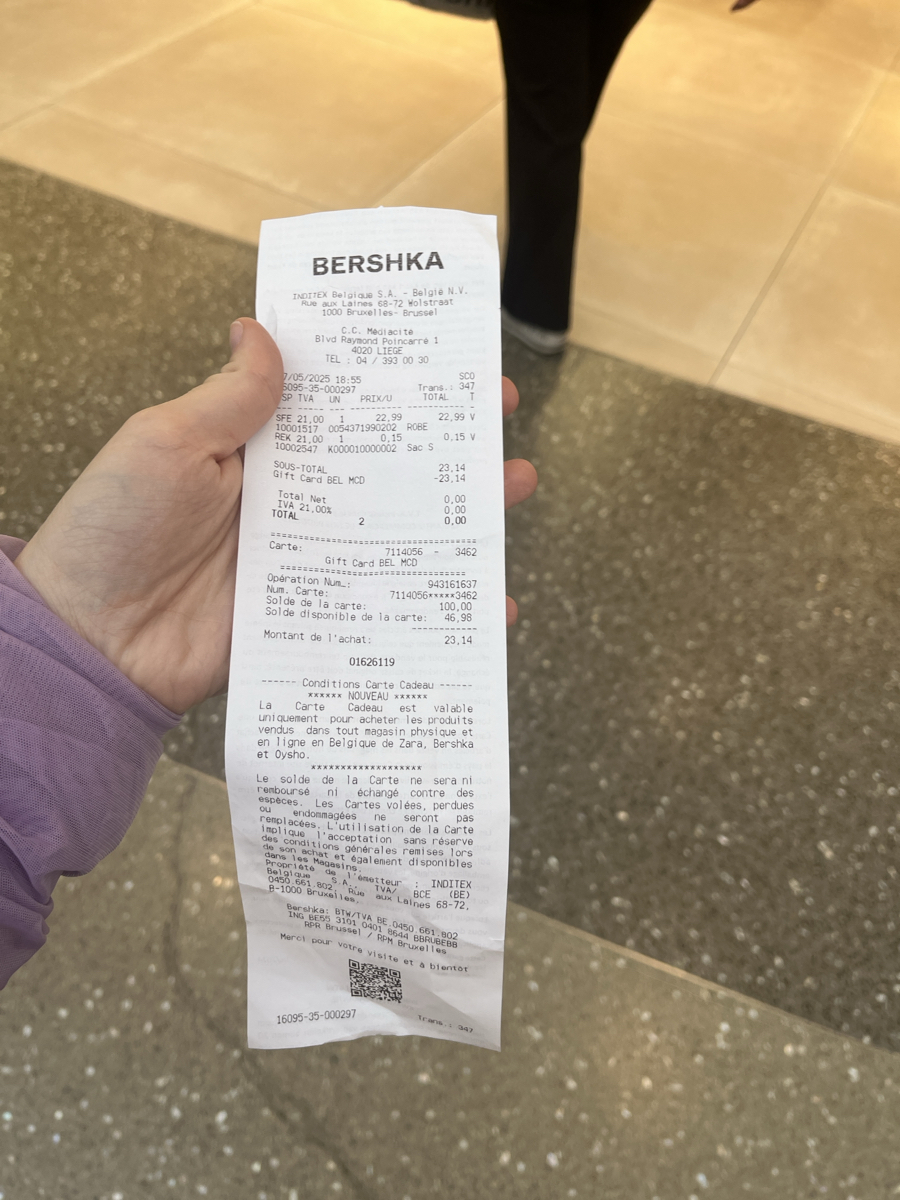 BERSHKA
INDITEX Belgique S.A. - België N.V.
Rue aux Laines 68-72 Wolstraat
1000 Bruxelles- Brussel
C.C. Médiacité
Blvd Raymond Poincarré 1
4020 LIEGE
TEL : 04 / 393 00 30
7/05/2025 18:55 SCO
6095-35-000297 Trans.: 347
SP TVA UN PRIX/U TOTAL T
SFE 21,00 1 22,99 22,99 V
10001517 0054371990202 ROBE
REK 21,00 1 0,15 0,15 V
10002547 K000010000002 Sac S
SOUS-TOTAL 23,14
Gift Card BEL MCD -23,14
Total Net 0,00
IVA 21,00% 0,00
TOTAL 2 0,00
Carte: 7114056 - 3462
Gift Card BEL MCD
Opération Num.: 943161637
Num. Carte: 7114056*****3462
Solde de la carte: 100,00
Solde disponible de la carte: 46,98
Montant de l'achat: 23,14
01626119
------ Conditions Carte Cadeau ------
****** NOUVEAU ******
La Carte Cadeau est valable
uniquement pour acheter les produits
vendus dans tout magasin physique et
en ligne en Belgique de Zara, Bershka
et Oysho.
*******************
Le solde de la Carte ne sera ni
remboursé ni échangé contre des
espèces. Les Cartes volées, perdues
ou endommagées ne seront pas
remplacées. L'utilisation de la Carte
implique l'acceptation sans réserve
des conditions générales remises lors
de son achat et également disponibles
dans les Magasins.
Propriété de l'émetteur : INDITEX
Belgique S.A., TVA/ BCE (BE)
0450.661.802, Rue aux Laines 68-72,
B-1000 Bruxelles.
Bershka: BTW/TVA BE.0450.661.802
ING BE55 3101 0401 8644 BBRUBEBB
RPR Brussel / RPM Bruxelles
Merci pour votre visite et à bientôt
16095-35-000297 Trans.: 347